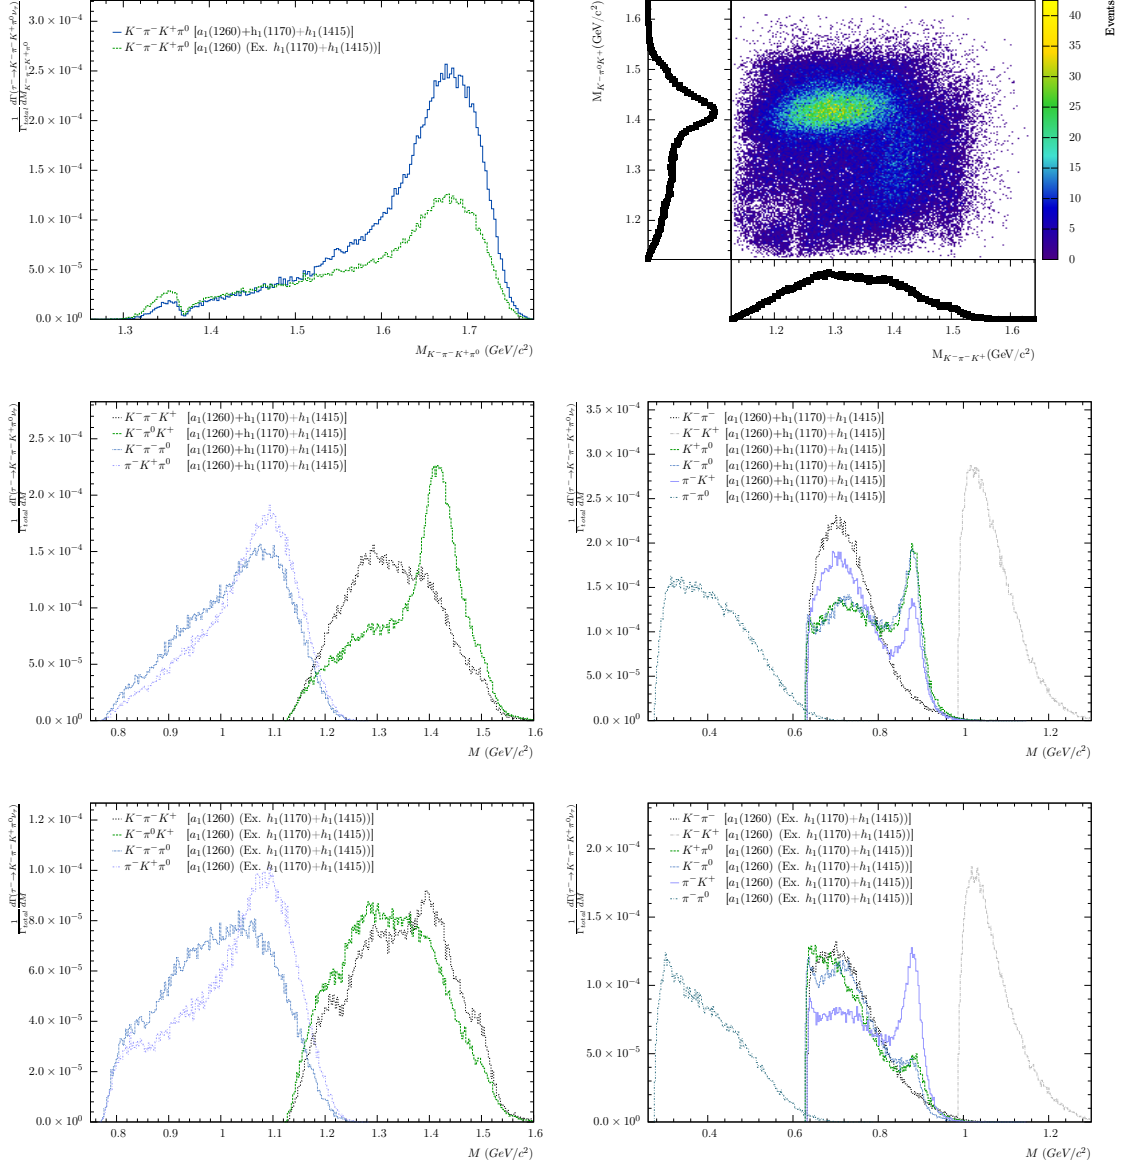 K⁻π⁻K⁺π⁰ [a₁(1260)+h₁(1170)+h₁(1415)]
K⁻π⁻K⁺π⁰ [a₁(1260) (Ex. h₁(1170)+h₁(1415))]
3.0 × 10⁻⁴
2.5 × 10⁻⁴
2.0 × 10⁻⁴
1.5 × 10⁻⁴
1.0 × 10⁻⁴
5.0 × 10⁻⁵
0.0 × 10⁰
1.3 1.4 1.5 1.6 1.7
M_{K⁻π⁻K⁺π⁰} (GeV/c²)
M_{K⁻π⁰K⁺}(GeV/c²)
1.6
1.5
1.4
1.3
1.2
1.2 1.3 1.4 1.5 1.6
M_{K⁻π⁻K⁺}(GeV/c²)
Events
40
35
30
25
20
15
10
5
0
1/Γ_total dΓ(τ⁻→K⁻π⁻K⁺π⁰ν_τ)/dM
K⁻π⁻K⁺ [a₁(1260)+h₁(1170)+h₁(1415)]
K⁻π⁰K⁺ [a₁(1260)+h₁(1170)+h₁(1415)]
K⁻π⁻π⁰ [a₁(1260)+h₁(1170)+h₁(1415)]
π⁻K⁺π⁰ [a₁(1260)+h₁(1170)+h₁(1415)]
2.5 × 10⁻⁴
2.0 × 10⁻⁴
1.5 × 10⁻⁴
1.0 × 10⁻⁴
5.0 × 10⁻⁵
0.0 × 10⁰
0.8 0.9 1 1.1 1.2 1.3 1.4 1.5 1.6
M (GeV/c²)
1/Γ_total dΓ(τ⁻→K⁻π⁻K⁺π⁰ν_τ)/dM
K⁻π⁻ [a₁(1260)+h₁(1170)+h₁(1415)]
K⁻K⁺ [a₁(1260)+h₁(1170)+h₁(1415)]
K⁺π⁰ [a₁(1260)+h₁(1170)+h₁(1415)]
K⁻π⁰ [a₁(1260)+h₁(1170)+h₁(1415)]
π⁻K⁺ [a₁(1260)+h₁(1170)+h₁(1415)]
π⁻π⁰ [a₁(1260)+h₁(1170)+h₁(1415)]
3.5 × 10⁻⁴
3.0 × 10⁻⁴
2.5 × 10⁻⁴
2.0 × 10⁻⁴
1.5 × 10⁻⁴
1.0 × 10⁻⁴
5.0 × 10⁻⁵
0.0 × 10⁰
0.4 0.6 0.8 1 1.2
M (GeV/c²)
1/Γ_total dΓ(τ⁻→K⁻π⁻K⁺π⁰ν_τ)/dM
K⁻π⁻K⁺ [a₁(1260) (Ex. h₁(1170)+h₁(1415))]
K⁻π⁰K⁺ [a₁(1260) (Ex. h₁(1170)+h₁(1415))]
K⁻π⁻π⁰ [a₁(1260) (Ex. h₁(1170)+h₁(1415))]
π⁻K⁺π⁰ [a₁(1260) (Ex. h₁(1170)+h₁(1415))]
1.2 × 10⁻⁴
1.0 × 10⁻⁴
8.0 × 10⁻⁵
6.0 × 10⁻⁵
4.0 × 10⁻⁵
2.0 × 10⁻⁵
0.0 × 10⁰
0.8 0.9 1 1.1 1.2 1.3 1.4 1.5 1.6
M (GeV/c²)
1/Γ_total dΓ(τ⁻→K⁻π⁻K⁺π⁰ν_τ)/dM
K⁻π⁻ [a₁(1260) (Ex. h₁(1170)+h₁(1415))]
K⁻K⁺ [a₁(1260) (Ex. h₁(1170)+h₁(1415))]
K⁺π⁰ [a₁(1260) (Ex. h₁(1170)+h₁(1415))]
K⁻π⁰ [a₁(1260) (Ex. h₁(1170)+h₁(1415))]
π⁻K⁺ [a₁(1260) (Ex. h₁(1170)+h₁(1415))]
π⁻π⁰ [a₁(1260) (Ex. h₁(1170)+h₁(1415))]
2.0 × 10⁻⁴
1.5 × 10⁻⁴
1.0 × 10⁻⁴
5.0 × 10⁻⁵
0.0 × 10⁰
0.4 0.6 0.8 1 1.2
M (GeV/c²)